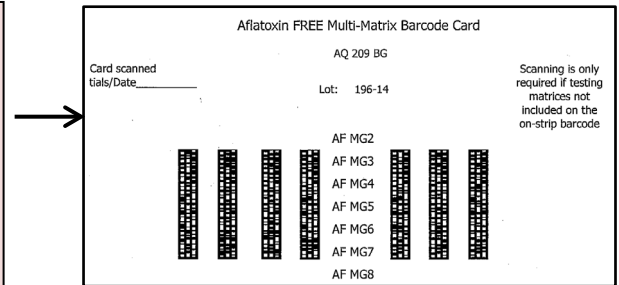 Aflatoxin FREE Multi-Matrix Barcode Card
AQ 209 BG
Card scanned
tials/Date
Lot: 196-14
Scanning is only
required if testing
matrices not
included on the
on-strip barcode
AF MG2
AF MG3
AF MG4
AF MG5
AF MG6
AF MG7
AF MG8